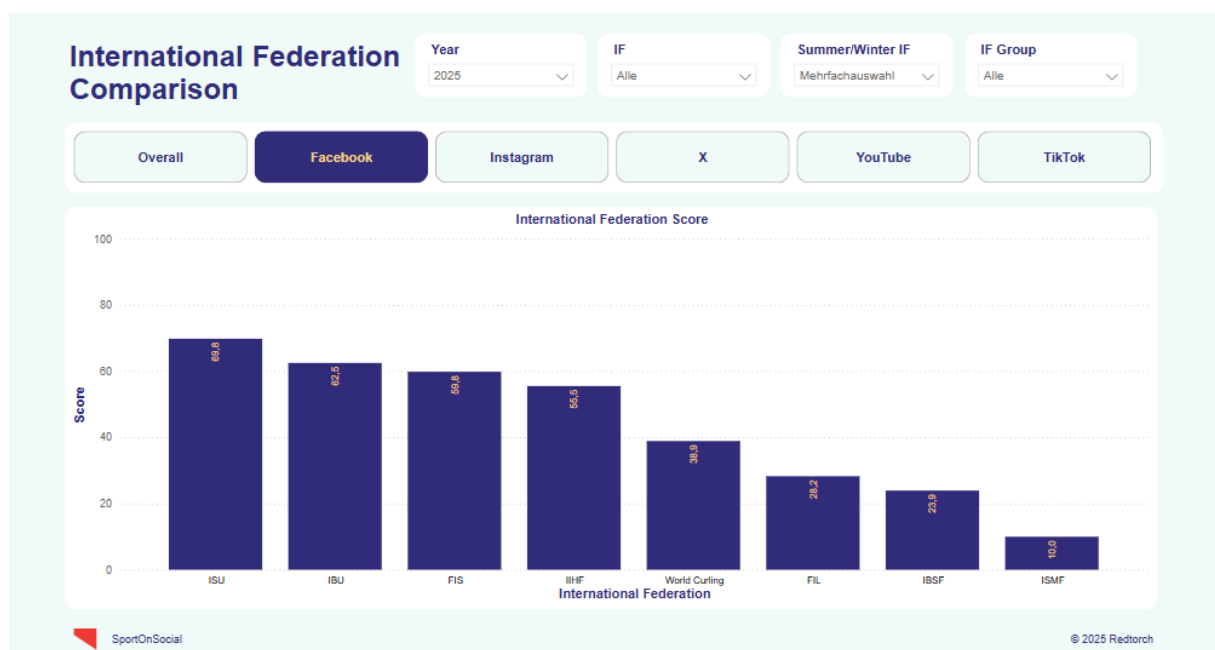 International Federation
Comparison
Year
2025
IF
Alle
Summer/Winter IF
Mehrfachauswahl
IF Group
Alle
Overall
Facebook
Instagram
X
YouTube
TikTok
International Federation Score
100
80
60
40
20
0
Score
69,8
62,5
59,8
55,5
38,9
28,2
23,9
10,0
ISU
IBU
FIS
IIHF
World Curling
FIL
IBSF
ISMF
International Federation
SportOnSocial
© 2025 Redtorch